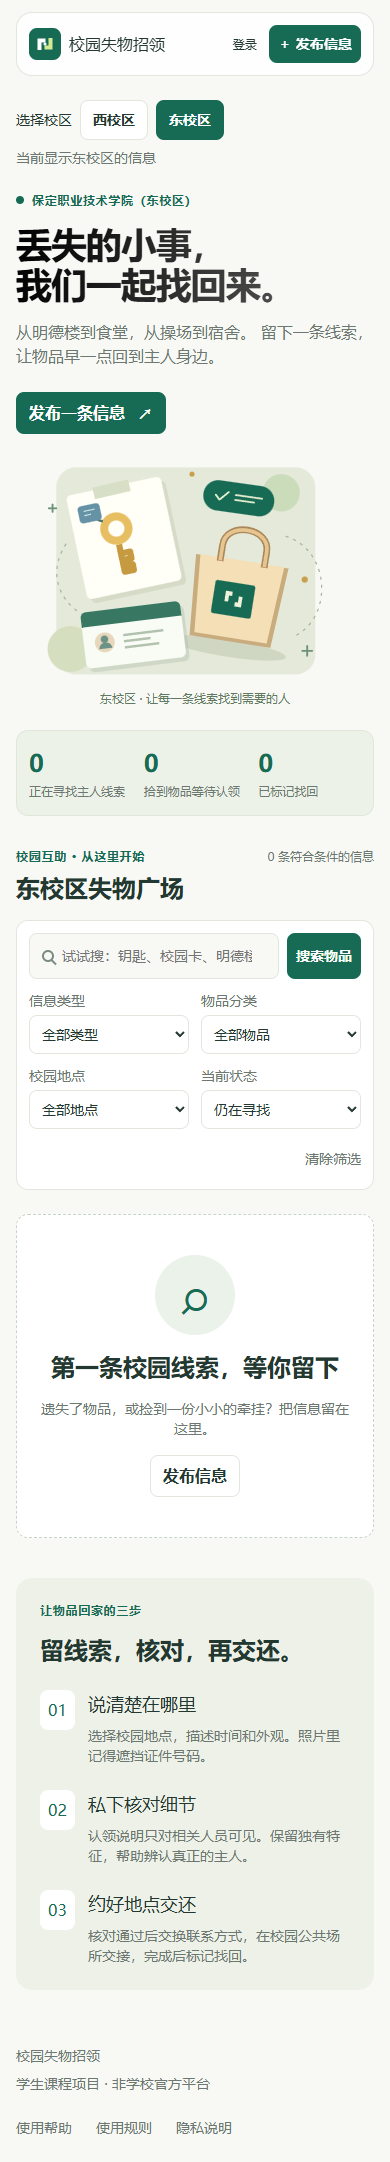 校园失物招领
登录
+ 发布信息
选择校区
西校区
东校区
当前显示东校区的信息
保定职业技术学院（东校区）
丢失的小事，
我们一起找回来。
从明德楼到食堂，从操场到宿舍。 留下一条线索，
让物品早一点回到主人身边。
发布一条信息 ↗
东校区 · 让每一条线索找到需要的人
0
正在寻找主人线索
0
拾到物品等待认领
0
已标记找回
校园互助 • 从这里开始
0 条符合条件的信息
东校区失物广场
试试搜：钥匙、校园卡、明德楼
搜索物品
信息类型
物品分类
全部类型
全部物品
校园地点
当前状态
全部地点
仍在寻找
清除筛选
第一条校园线索，等你留下
遗失了物品，或捡到一份小小的牵挂？把信息留在
这里。
发布信息
让物品回家的三步
留线索，核对，再交还。
01
说清楚在哪里
选择校园地点，描述时间和外观。照片里
记得遮挡证件号码。
02
私下核对细节
认领说明只对相关人员可见。保留独有特
征，帮助辨认真正的主人。
03
约好地点交还
核对通过后交换联系方式，在校园公共场
所交接，完成后标记找回。
校园失物招领
学生课程项目 · 非学校官方平台
使用帮助
使用规则
隐私说明